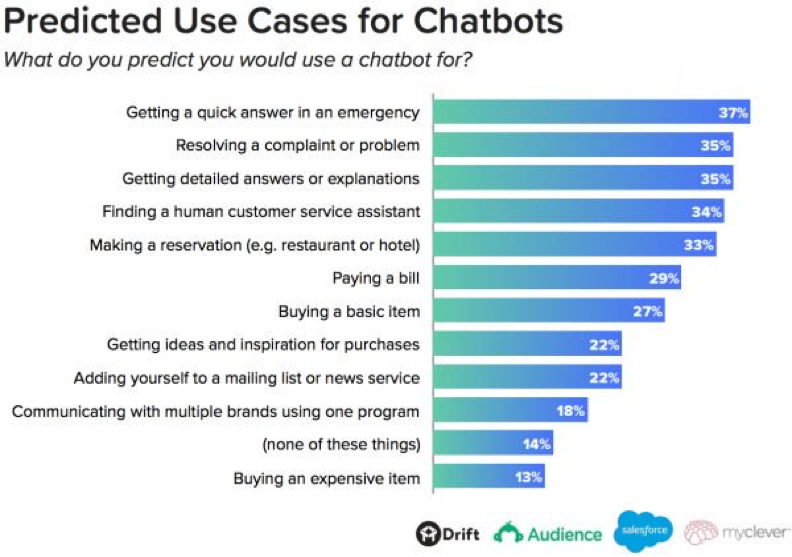 Predicted Use Cases for Chatbots
What do you predict you would use a chatbot for?
Getting a quick answer in an emergency 37%
Resolving a complaint or problem 35%
Getting detailed answers or explanations 35%
Finding a human customer service assistant 34%
Making a reservation (e.g. restaurant or hotel) 33%
Paying a bill 29%
Buying a basic item 27%
Getting ideas and inspiration for purchases 22%
Adding yourself to a mailing list or news service 22%
Communicating with multiple brands using one program 18%
(none of these things) 14%
Buying an expensive item 13%
Drift Audience salesforce myclever